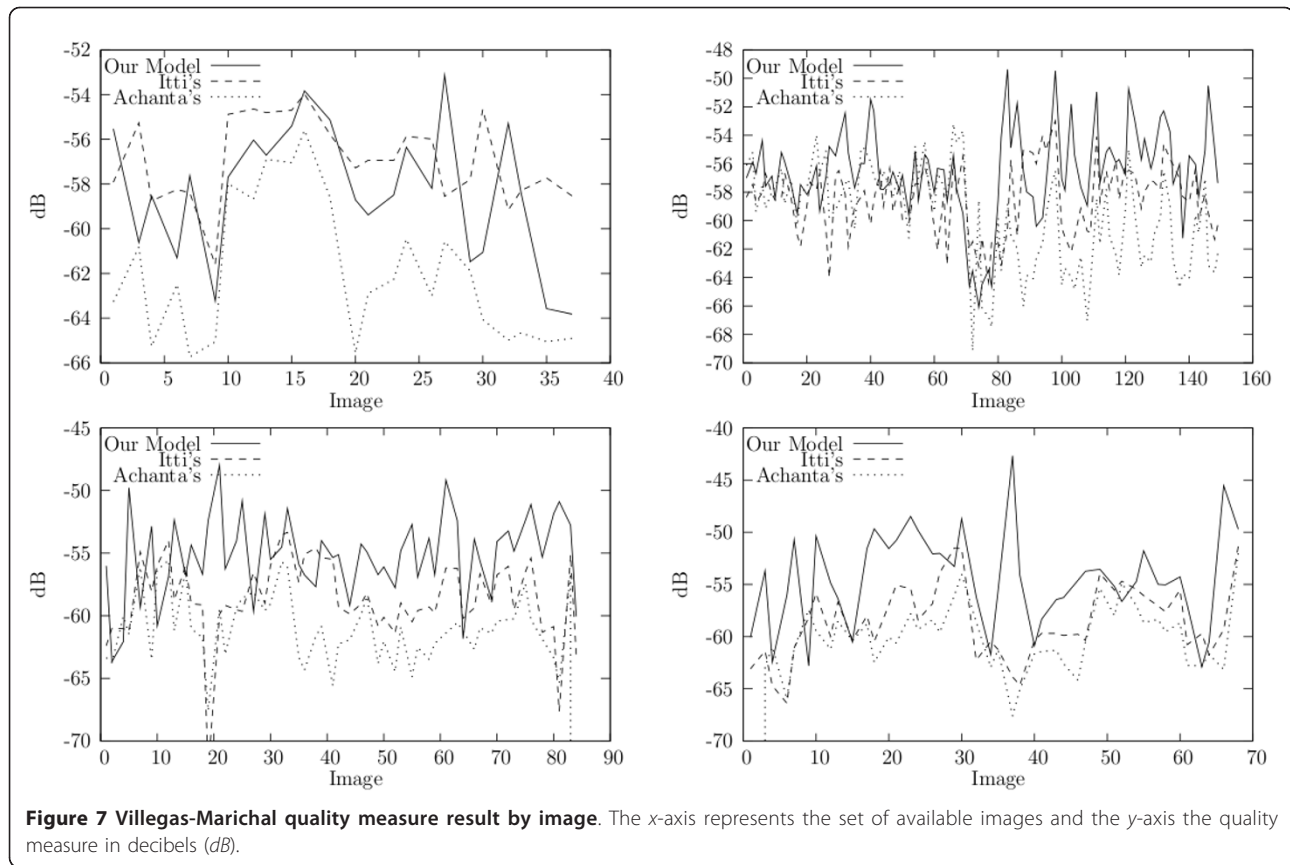 -52
-54
-56
-58
-60
-62
-64
-66
dB
Our Model
Itti's
Achanta's
0 5 10 15 20 25 30 35 40
Image
-48
-50
-52
-54
-56
-58
-60
-62
-64
-66
-68
-70
dB
Our Model
Itti's
Achanta's
0 20 40 60 80 100 120 140 160
Image
-45
-50
-55
-60
-65
-70
dB
Our Model
Itti's
Achanta's
0 10 20 30 40 50 60 70 80 90
Image
-40
-45
-50
-55
-60
-65
-70
dB
Our Model
Itti's
Achanta's
0 10 20 30 40 50 60 70
Image
Figure 7 Villegas-Marichal quality measure result by image. The x-axis represents the set of available images and the y-axis the quality
measure in decibels (dB).